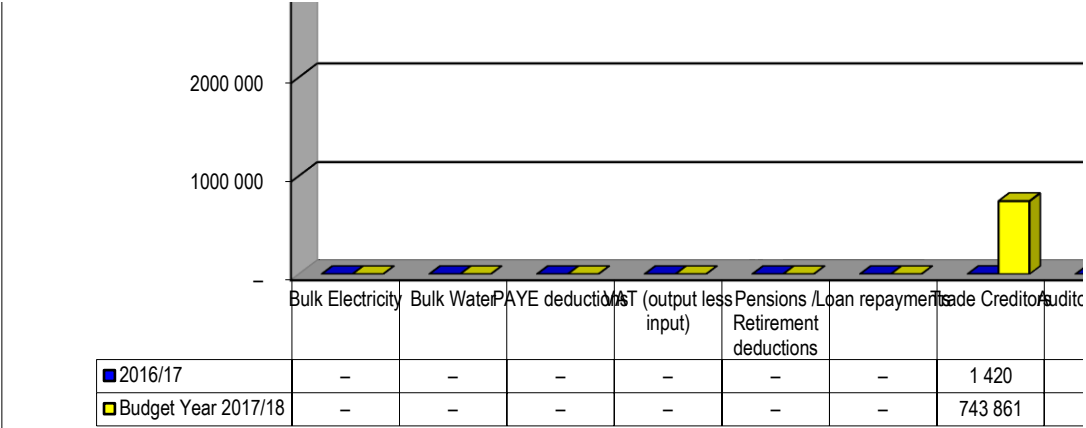 2000 000
1000 000
–
Bulk Electricity Bulk Water PAYE deductions VAT (output less input) Pensions / Retirement deductions Loan repayments Trade Creditors
2016/17 – – – – – – 1 420
Budget Year 2017/18 – – – – – – 743 861